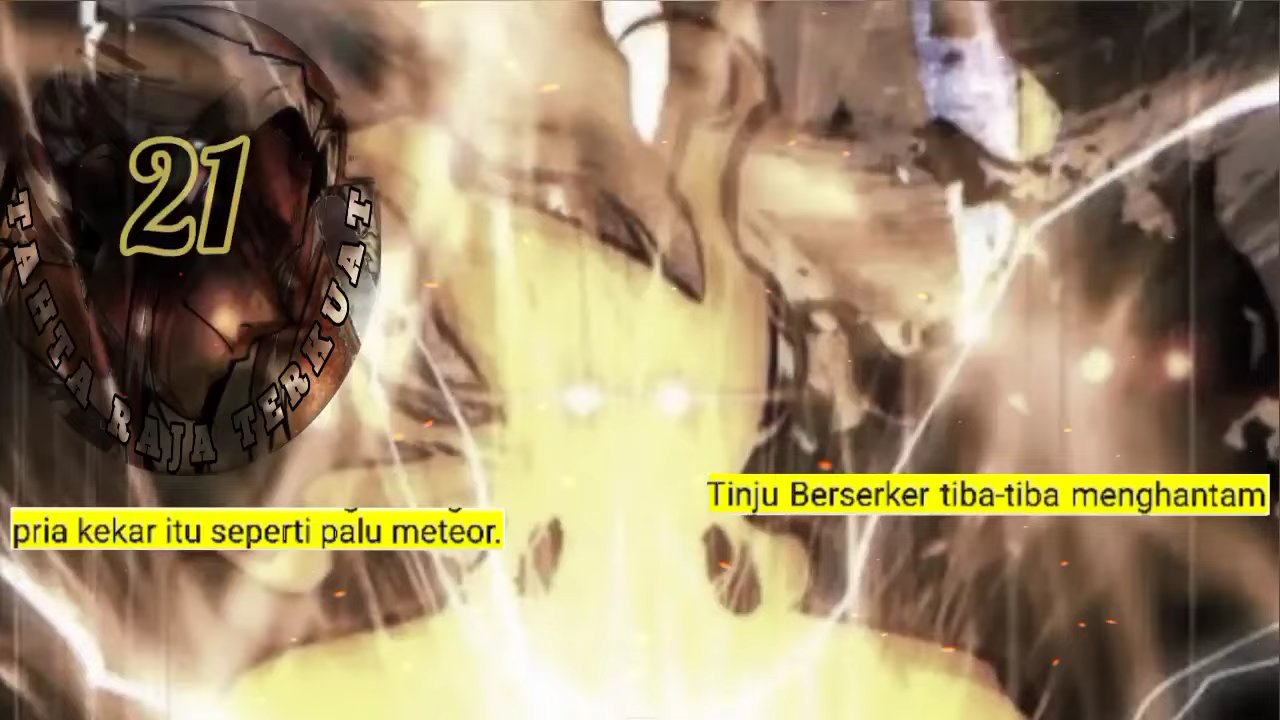 21
TAHTA RAJA TERKUAT
Tinju Berserker tiba-tiba menghantam
pria kekar itu seperti palu meteor.